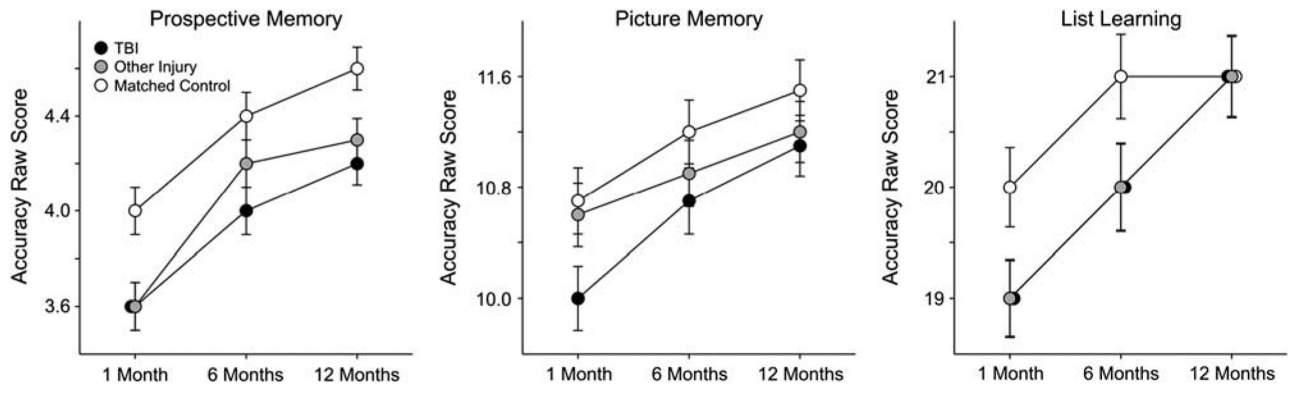 Prospective Memory
TBI
Other Injury
Matched Control
Accuracy Raw Score
4.4
4.0
3.6
1 Month 6 Months 12 Months
Picture Memory
Accuracy Raw Score
11.6
10.8
10.0
1 Month 6 Months 12 Months
List Learning
Accuracy Raw Score
21
20
19
1 Month 6 Months 12 Months